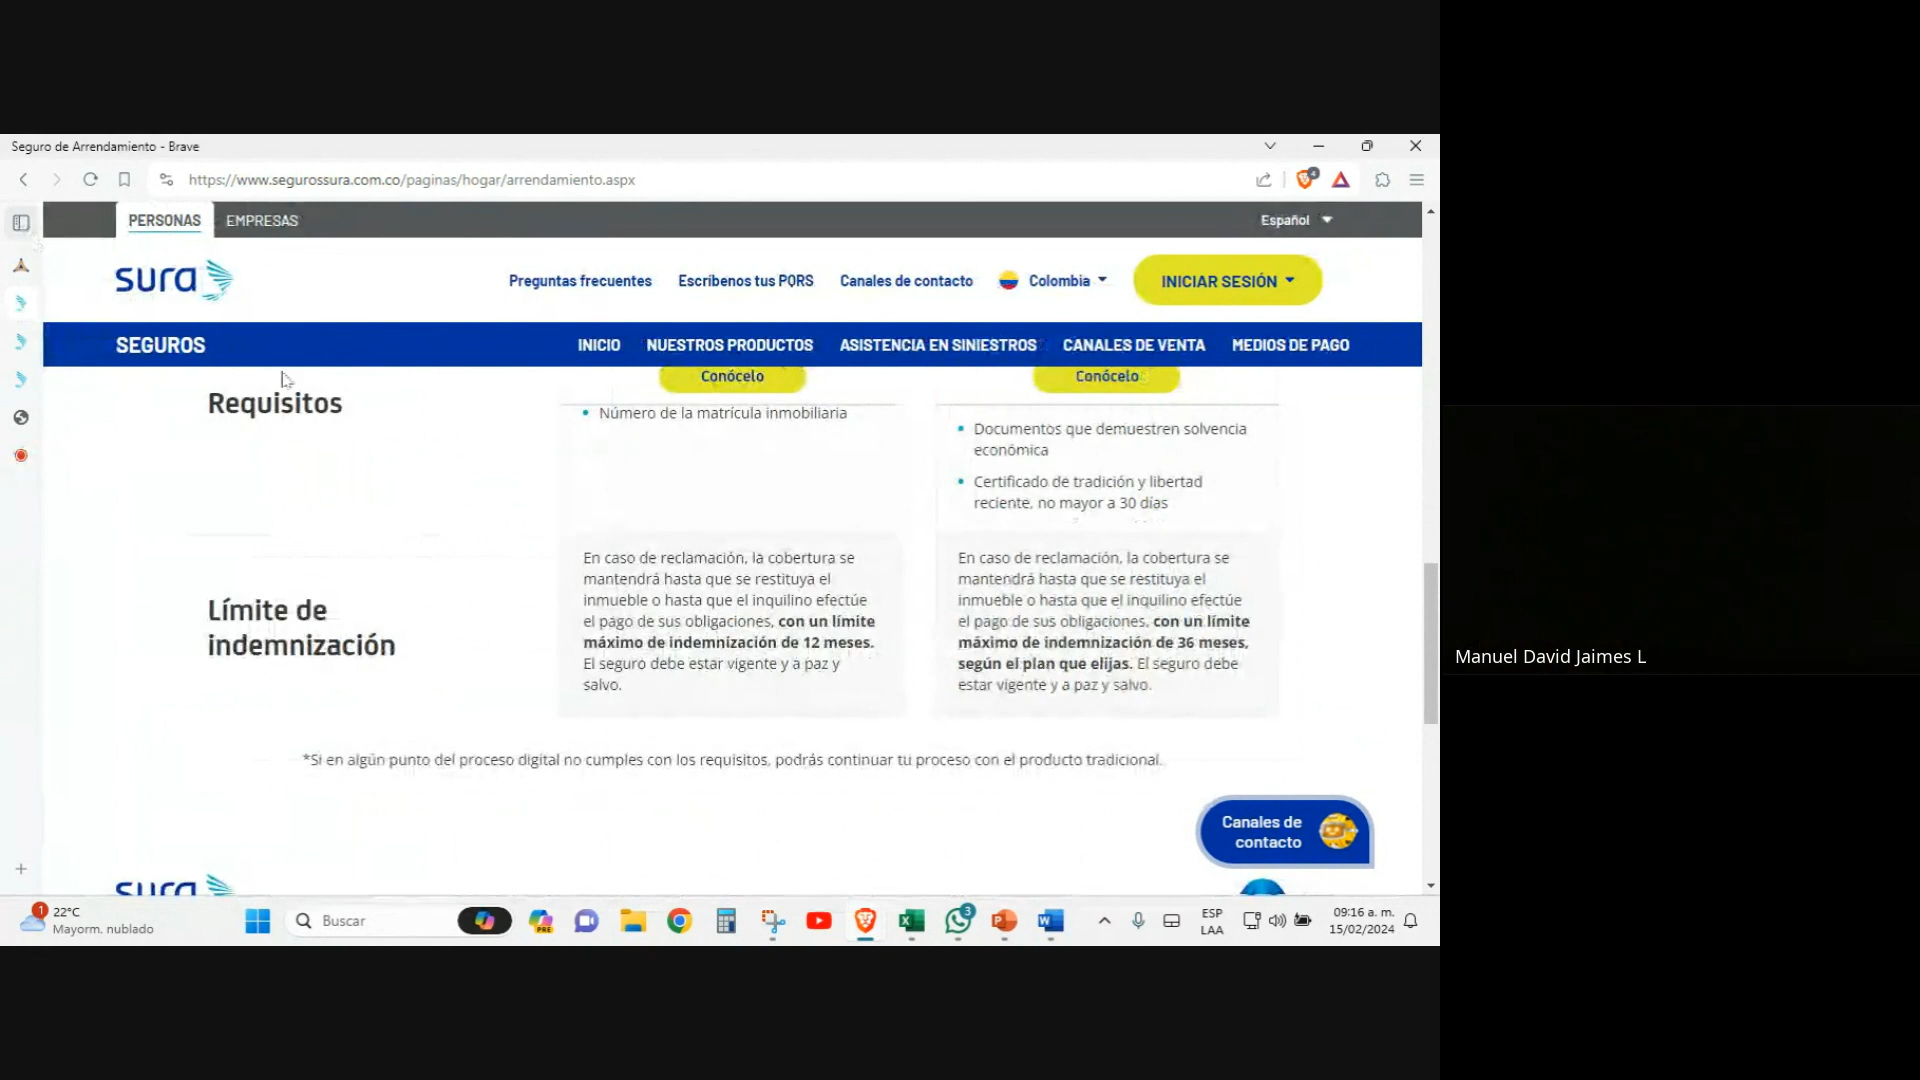 Seguro de Arrendamiento - Brave
https://www.segurossura.com.co/paginas/hogar/arrendamiento.aspx
4
PERSONAS
EMPRESAS
Español
sura
Preguntas frecuentes
Escríbenos tus PQRS
Canales de contacto
Colombia
INICIAR SESIÓN
SEGUROS
INICIO
NUESTROS PRODUCTOS
ASISTENCIA EN SINIESTROS
CANALES DE VENTA
MEDIOS DE PAGO
Conócelo
Conócelo
Requisitos
Número de la matrícula inmobiliaria
Documentos que demuestren solvencia
económica
Certificado de tradición y libertad
reciente, no mayor a 30 días
Límite de
indemnización
En caso de reclamación, la cobertura se
mantendrá hasta que se restituya el
inmueble o hasta que el inquilino efectúe
el pago de sus obligaciones, con un límite
máximo de indemnización de 12 meses.
El seguro debe estar vigente y a paz y
salvo.
En caso de reclamación, la cobertura se
mantendrá hasta que se restituya el
inmueble o hasta que el inquilino efectúe
el pago de sus obligaciones, con un límite
máximo de indemnización de 36 meses,
según el plan que elijas. El seguro debe
estar vigente y a paz y salvo.
*Si en algún punto del proceso digital no cumples con los requisitos, podrás continuar tu proceso con el producto tradicional.
Canales de
contacto
sura
Manuel David Jaimes L
1
22°C
Mayorm. nublado
Buscar
PRE
3
ESP
LAA
09:16 a. m.
15/02/2024